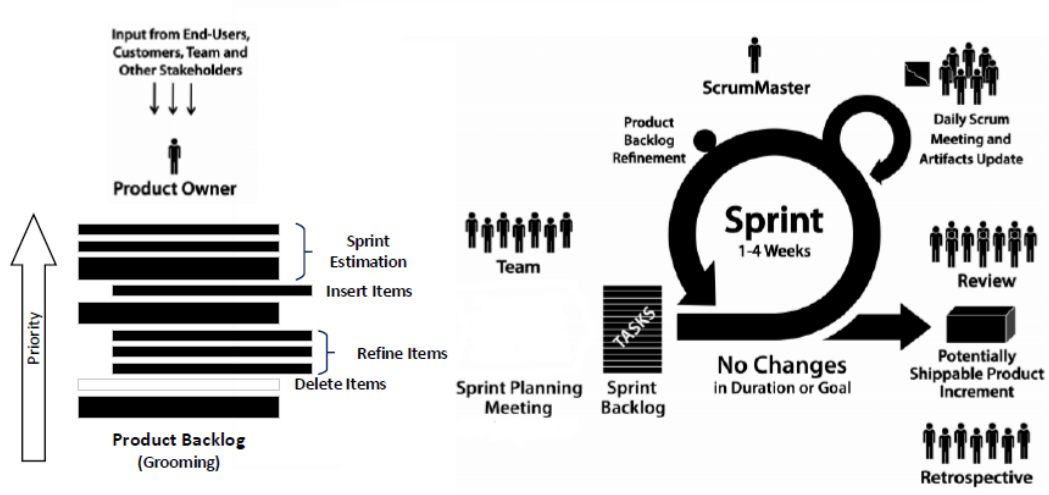 Input from End-Users,
Customers, Team and
Other Stakeholders
Product Owner
Priority
Sprint
Estimation
Insert Items
Refine Items
Delete Items
Product Backlog
(Grooming)
ScrumMaster
Product
Backlog
Refinement
Daily Scrum
Meeting and
Artifacts Update
Team
Sprint
1-4 Weeks
Review
TASKS
Sprint Planning
Meeting
Sprint
Backlog
No Changes
in Duration or Goal
Potentially
Shippable Product
Increment
Retrospective